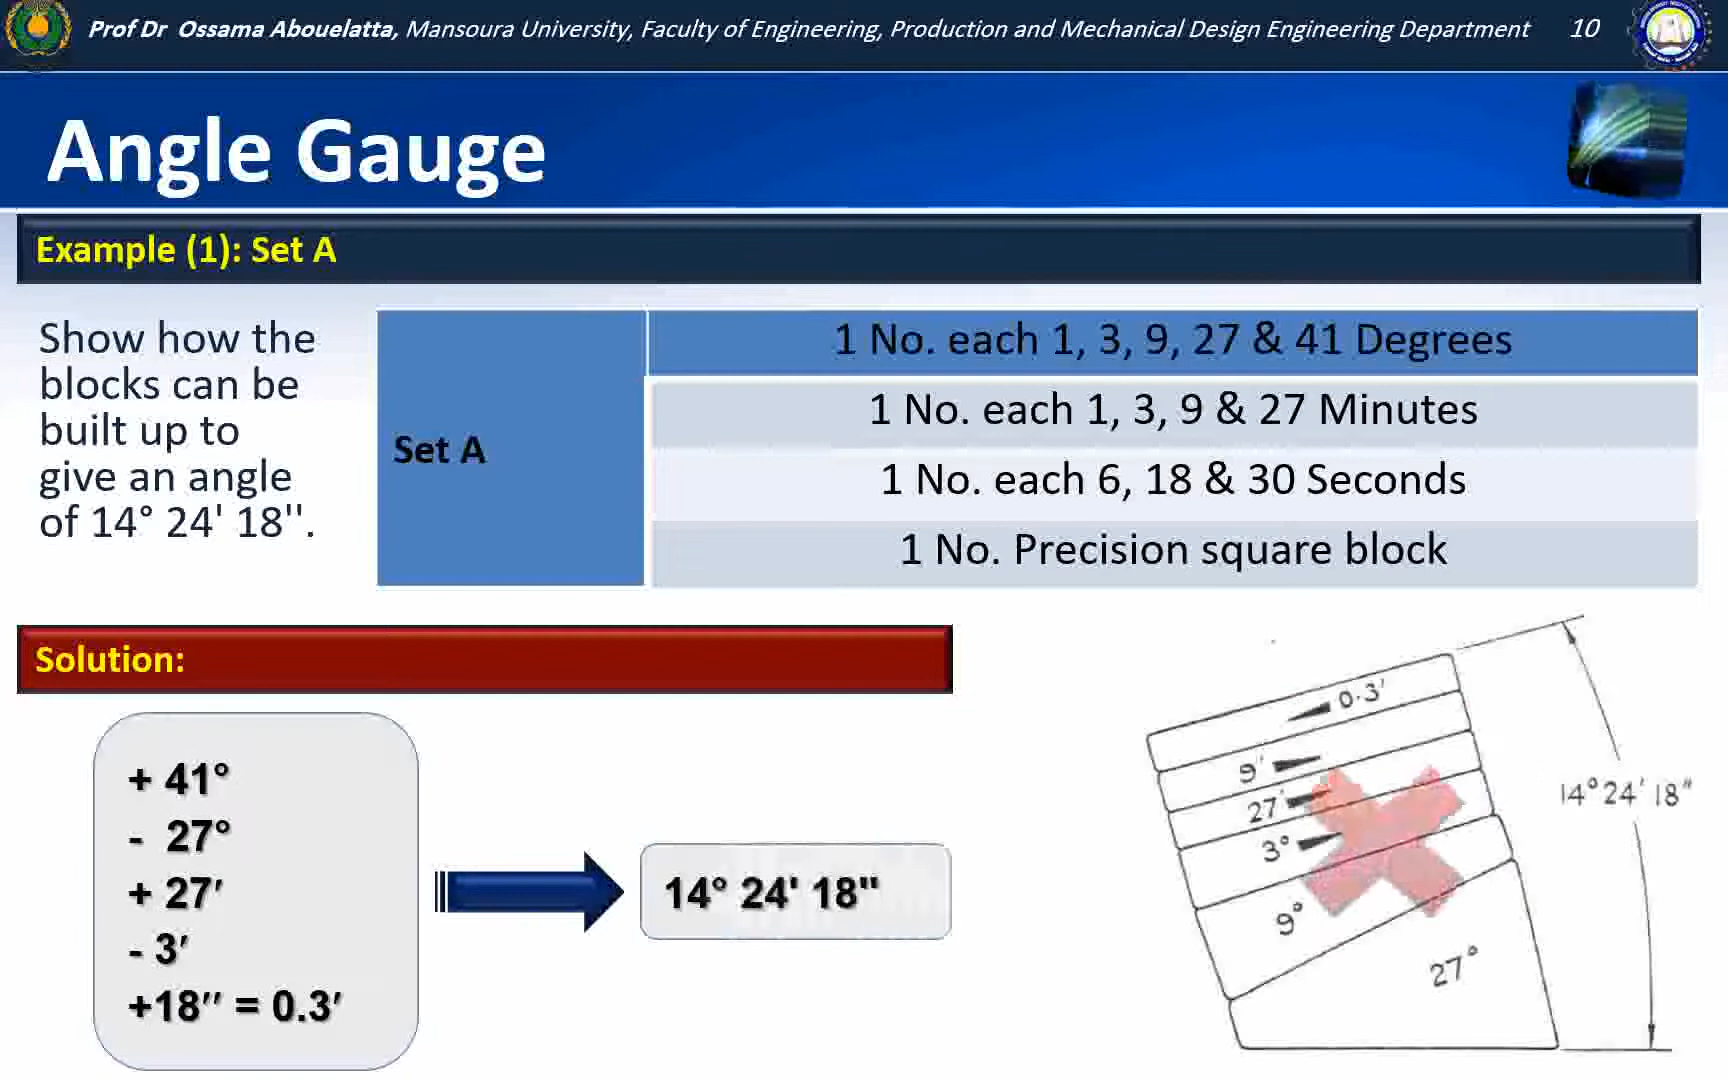 Prof Dr Ossama Abouelatta, Mansoura University, Faculty of Engineering, Production and Mechanical Design Engineering Department 10
Angle Gauge
Example (1): Set A
Show how the
blocks can be
built up to
give an angle
of 14° 24' 18''.
Set A
1 No. each 1, 3, 9, 27 & 41 Degrees
1 No. each 1, 3, 9 & 27 Minutes
1 No. each 6, 18 & 30 Seconds
1 No. Precision square block
Solution:
+ 41°
- 27°
+ 27′
- 3′
+18′′ = 0.3′
14° 24' 18"
0.3'
9"
27'
3°
9°
27°
14° 24' 18"